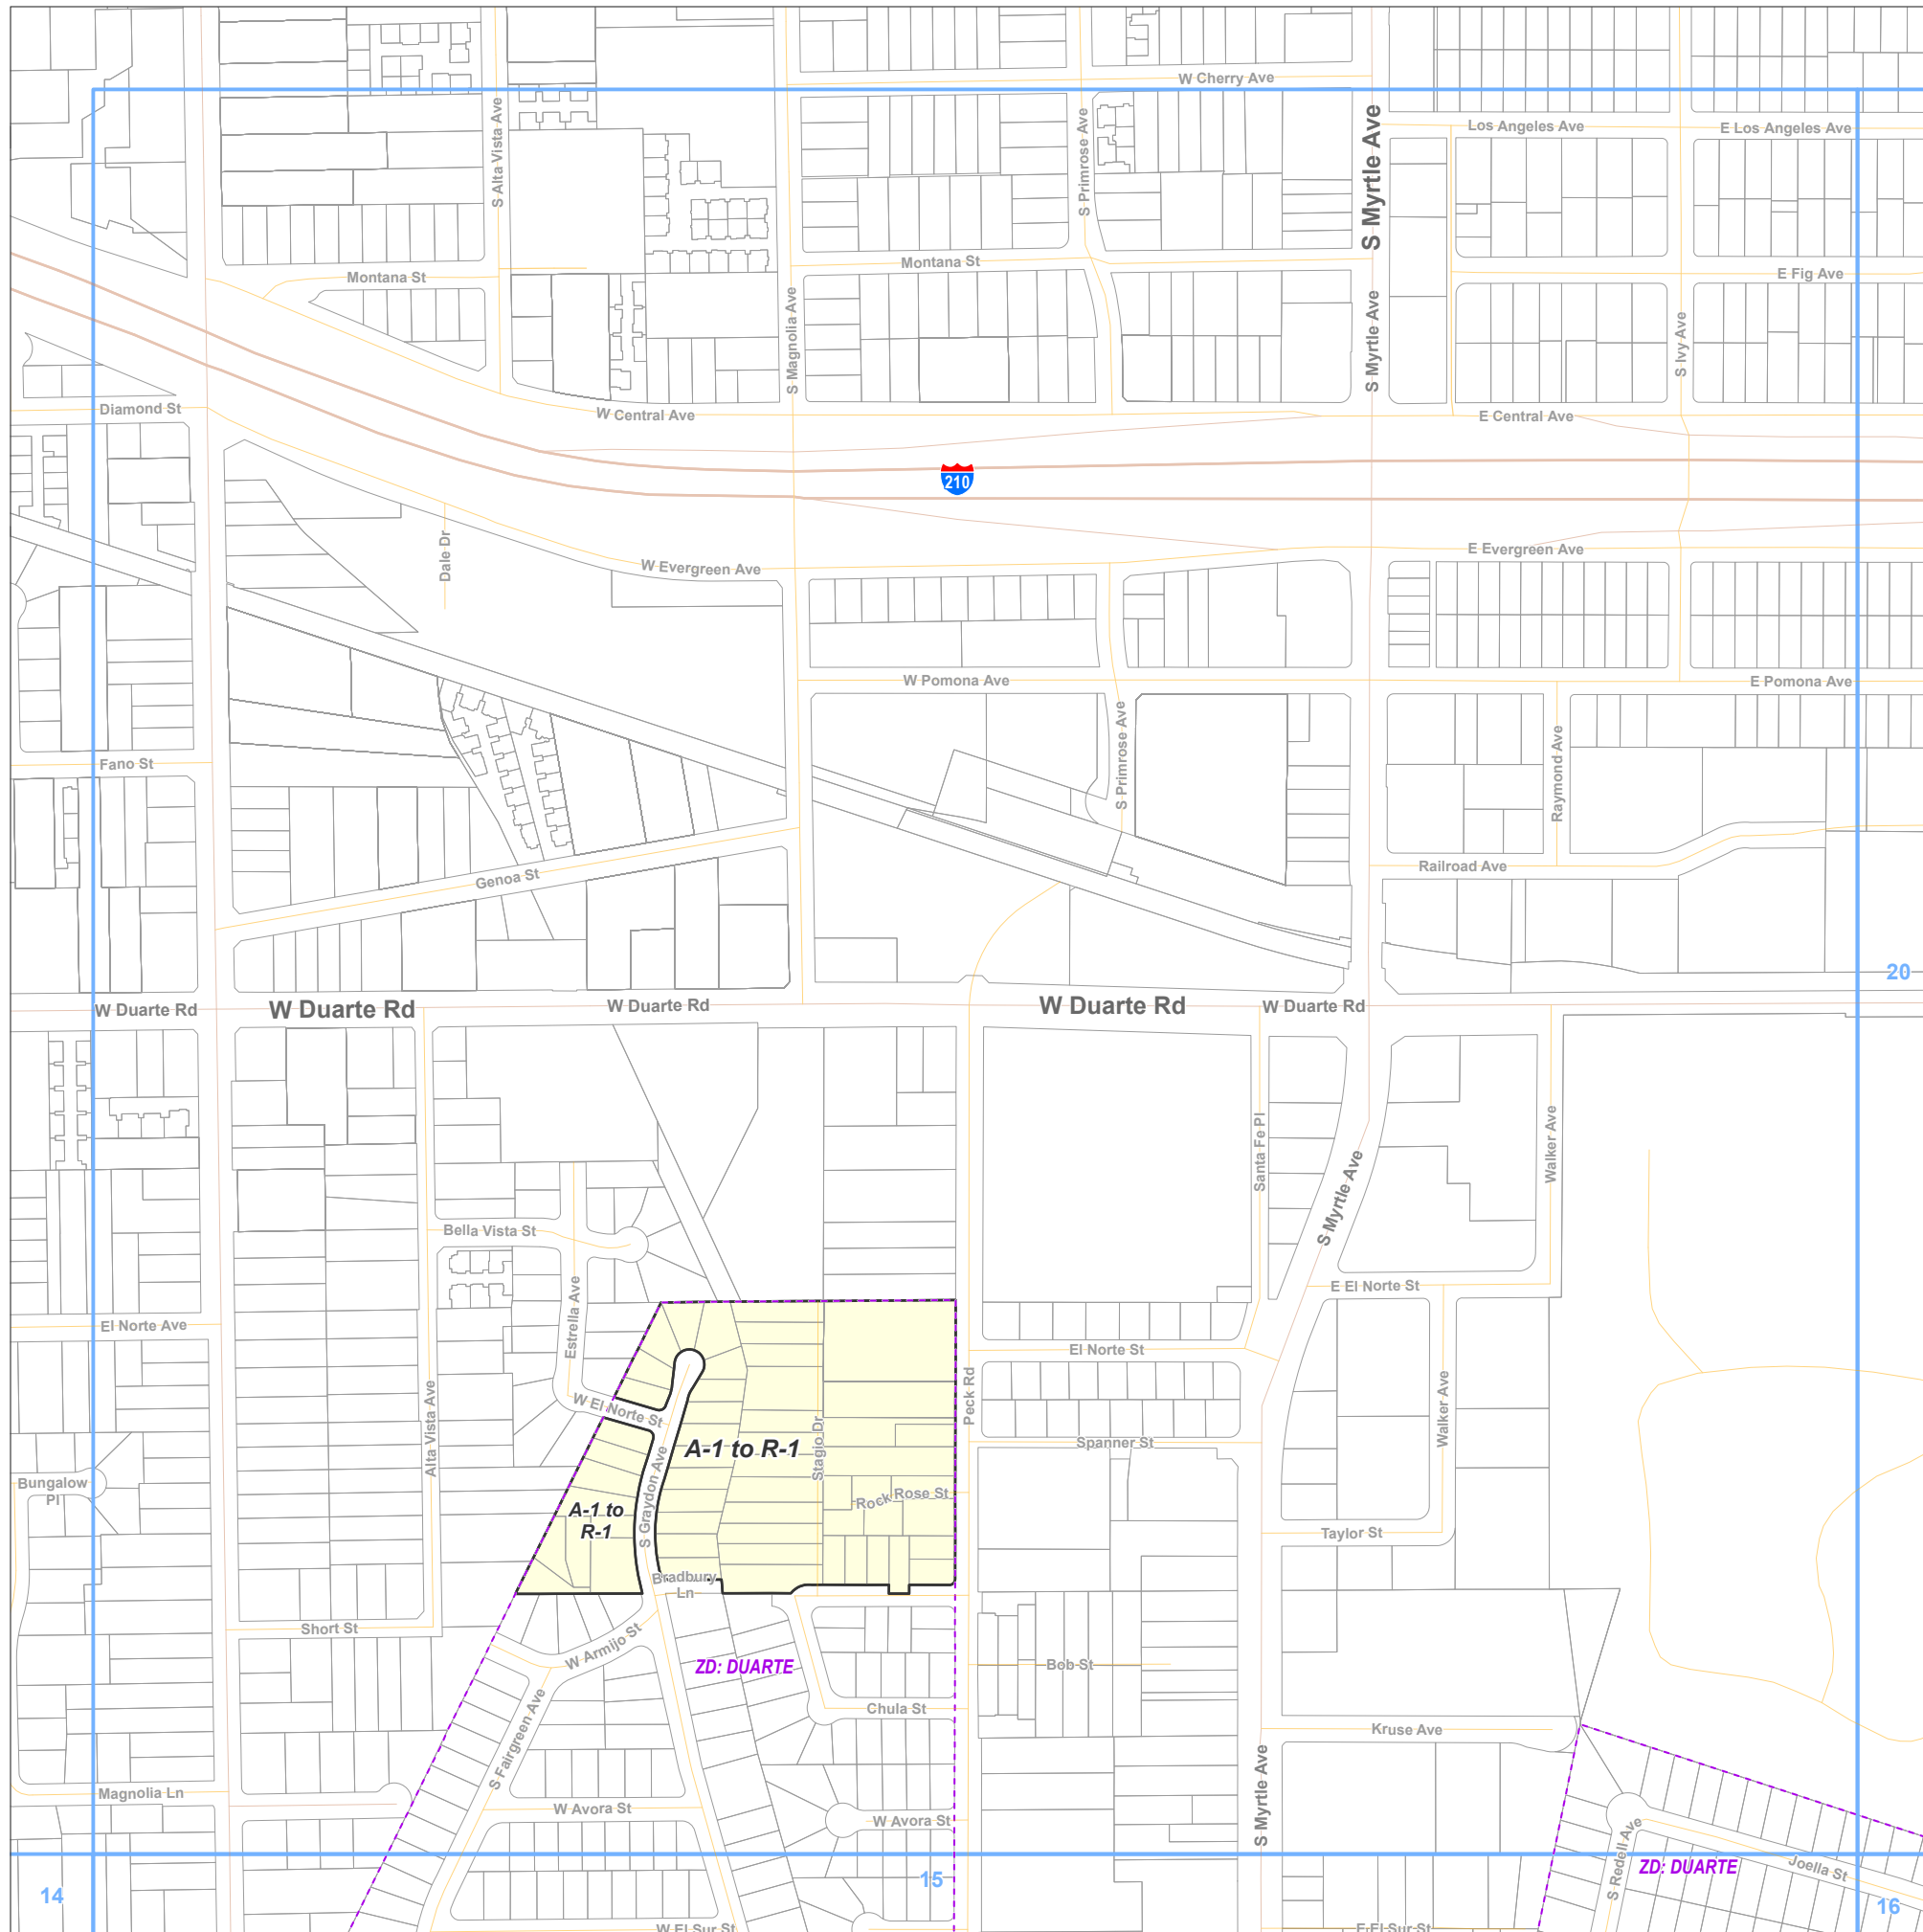 W Cherry Ave
S Alta Vista Ave
S Primrose Ave
S Myrtle Ave
Los Angeles Ave
E Los Angeles Ave
Montana St
Montana St
E Fig Ave
S Magnolia Ave
S Myrtle Ave
S Ivy Ave
Diamond St
W Central Ave
E Central Ave
210
Dale Dr
W Evergreen Ave
E Evergreen Ave
W Pomona Ave
E Pomona Ave
S Primrose Ave
Raymond Ave
Fano St
Genoa St
Railroad Ave
20
W Duarte Rd
W Duarte Rd
W Duarte Rd
W Duarte Rd
W Duarte Rd
Santa Fe Pl
Walker Ave
S Myrtle Ave
Bella Vista St
E El Norte St
Estrella Ave
El Norte Ave
El Norte St
Peck Rd
Alta Vista Ave
W El Norte St
Walker Ave
A-1 to R-1
Stagio Dr
Spanner St
Bungalow
Pl
S Graydon Ave
Rock Rose St
A-1 to
R-1
Taylor St
Bradbury
Ln
Short St
W Armijo St
ZD: DUARTE
Bob St
S Fairgreen Ave
Chula St
Kruse Ave
Magnolia Ln
W Avora St
W Avora St
S Myrtle Ave
S Redell Ave
Joella St
ZD: DUARTE
14
15
16
W El Sur St
E El Sur St